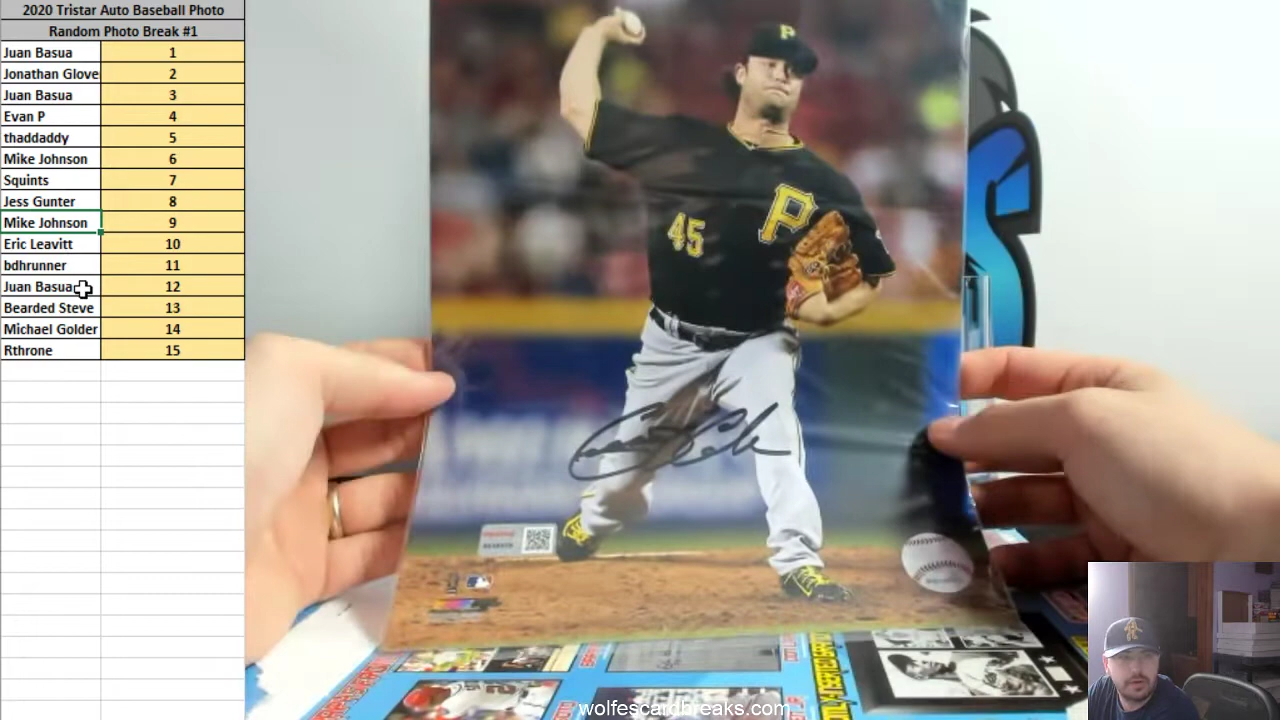 2020 Tristar Auto Baseball Photo
Random Photo Break #1
Juan Basua 1
Jonathan Glove 2
Juan Basua 3
Evan P 4
thaddaddy 5
Mike Johnson 6
Squints 7
Jess Gunter 8
Mike Johnson 9
Eric Leavitt 10
bdhrunner 11
Juan Basua 12
Bearded Steve 13
Michael Golder 14
Rthrone 15
P
P
45
wolfescardbreaks.com